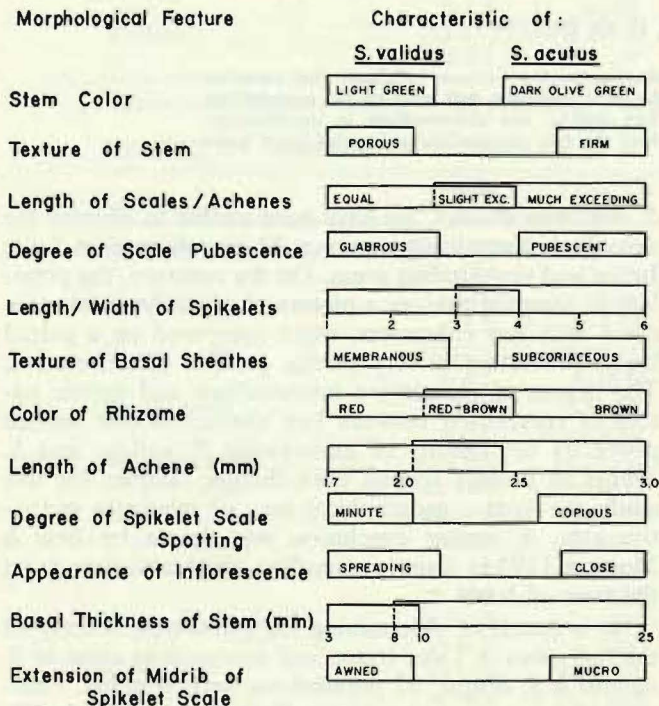 Morphological Feature Characteristic of :
S. validus S. acutus
Stem Color LIGHT GREEN DARK OLIVE GREEN
Texture of Stem POROUS FIRM
Length of Scales/Achenes EQUAL SLIGHT EXC. MUCH EXCEEDING
Degree of Scale Pubescence GLABROUS PUBESCENT
Length/Width of Spikelets
1 2 3 4 5 6
Texture of Basal Sheathes MEMBRANOUS SUBCORIACEOUS
Color of Rhizome RED RED-BROWN BROWN
Length of Achene (mm)
1.7 2.0 2.5 3.0
Degree of Spikelet Scale MINUTE COPIOUS
Spotting
Appearance of Inflorescence SPREADING CLOSE
Basal Thickness of Stem (mm)
3 8 10 25
Extension of Midrib of AWNED MUCRO
Spikelet Scale